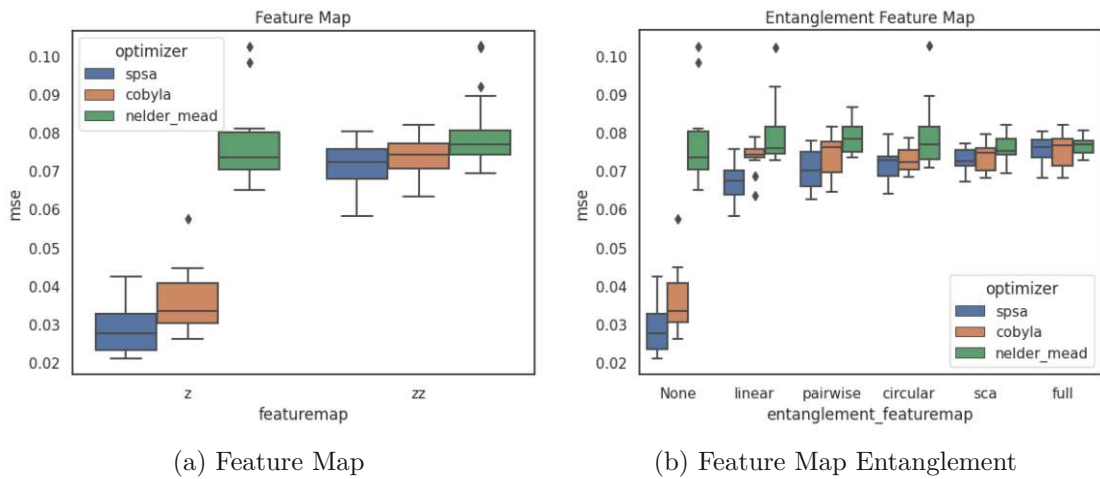 Feature Map
optimizer
spsa
cobyla
nelder_mead
0.10
0.09
0.08
0.07
0.06
0.05
0.04
0.03
0.02
mse
z
zz
featuremap
(a) Feature Map
Entanglement Feature Map
0.10
0.09
0.08
0.07
0.06
0.05
0.04
0.03
0.02
mse
optimizer
spsa
cobyla
nelder_mead
None linear pairwise circular sca full
entanglement_featuremap
(b) Feature Map Entanglement